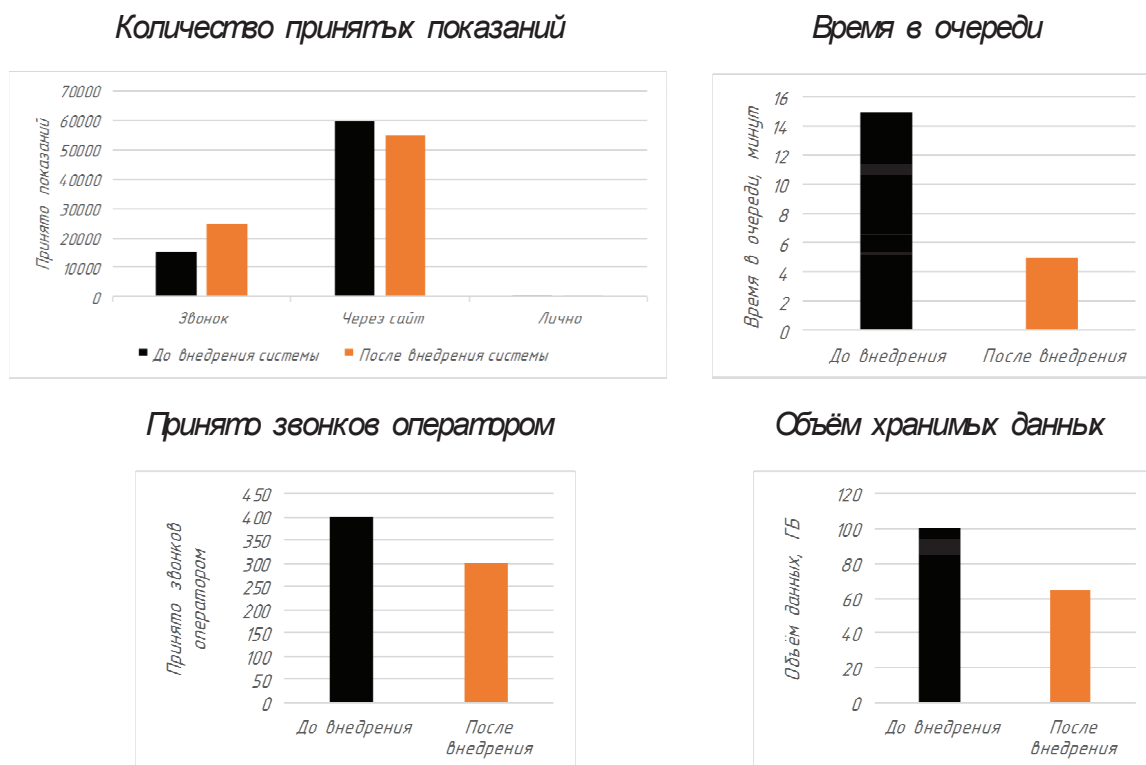 Количество принятых показаний
Принято показаний
70000
60000
50000
40000
30000
20000
10000
0
Звонок
Через сайт
Лично
До внедрения системы
После внедрения системы
Время в очереди
Время в очереди, минут
16
14
12
10
8
6
4
2
0
До внедрения
После внедрения
Принято звонков оператором
Принято звонков
оператором
450
400
350
300
250
200
150
100
50
0
До внедрения
После
внедрения
Объём хранимых данных
Объём данных, ГБ
120
100
80
60
40
20
0
До внедрения
После
внедрения